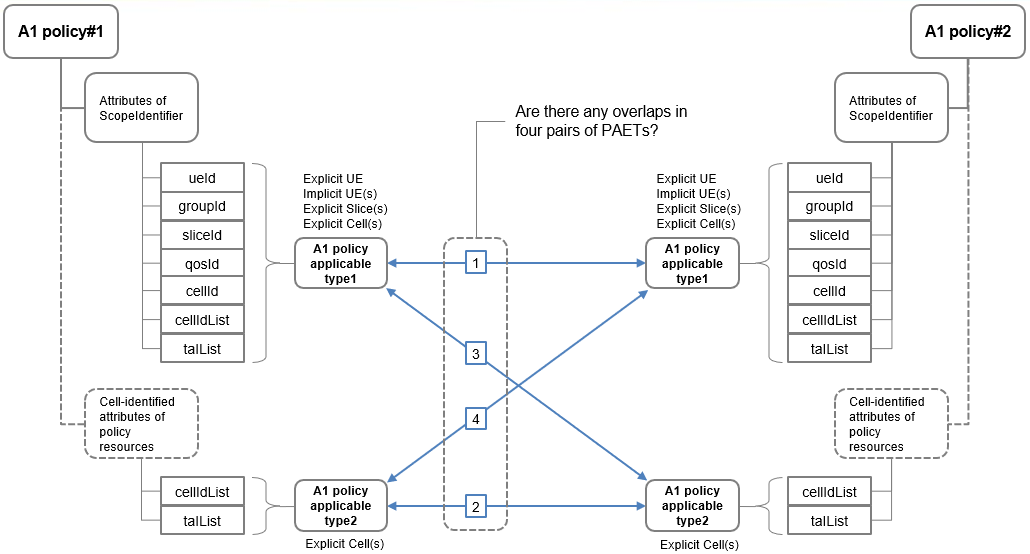 A1 policy#1
A1 policy#2
Attributes of
ScopeIdentifier
Attributes of
ScopeIdentifier
Are there any overlaps in
four pairs of PAETs?
ueId
groupId
sliceId
qosId
cellId
cellIdList
taIList
Explicit UE
Implicit UE(s)
Explicit Slice(s)
Explicit Cell(s)
A1 policy
applicable
type1
1
3
4
2
Explicit UE
Implicit UE(s)
Explicit Slice(s)
Explicit Cell(s)
A1 policy
applicable
type1
ueId
groupId
sliceId
qosId
cellId
cellIdList
taIList
Cell-identified
attributes of
policy
resources
cellIdList
taIList
A1 policy
applicable
type2
Explicit Cell(s)
A1 policy
applicable
type2
Explicit Cell(s)
Cell-identified
attributes of
policy
resources
cellIdList
taIList